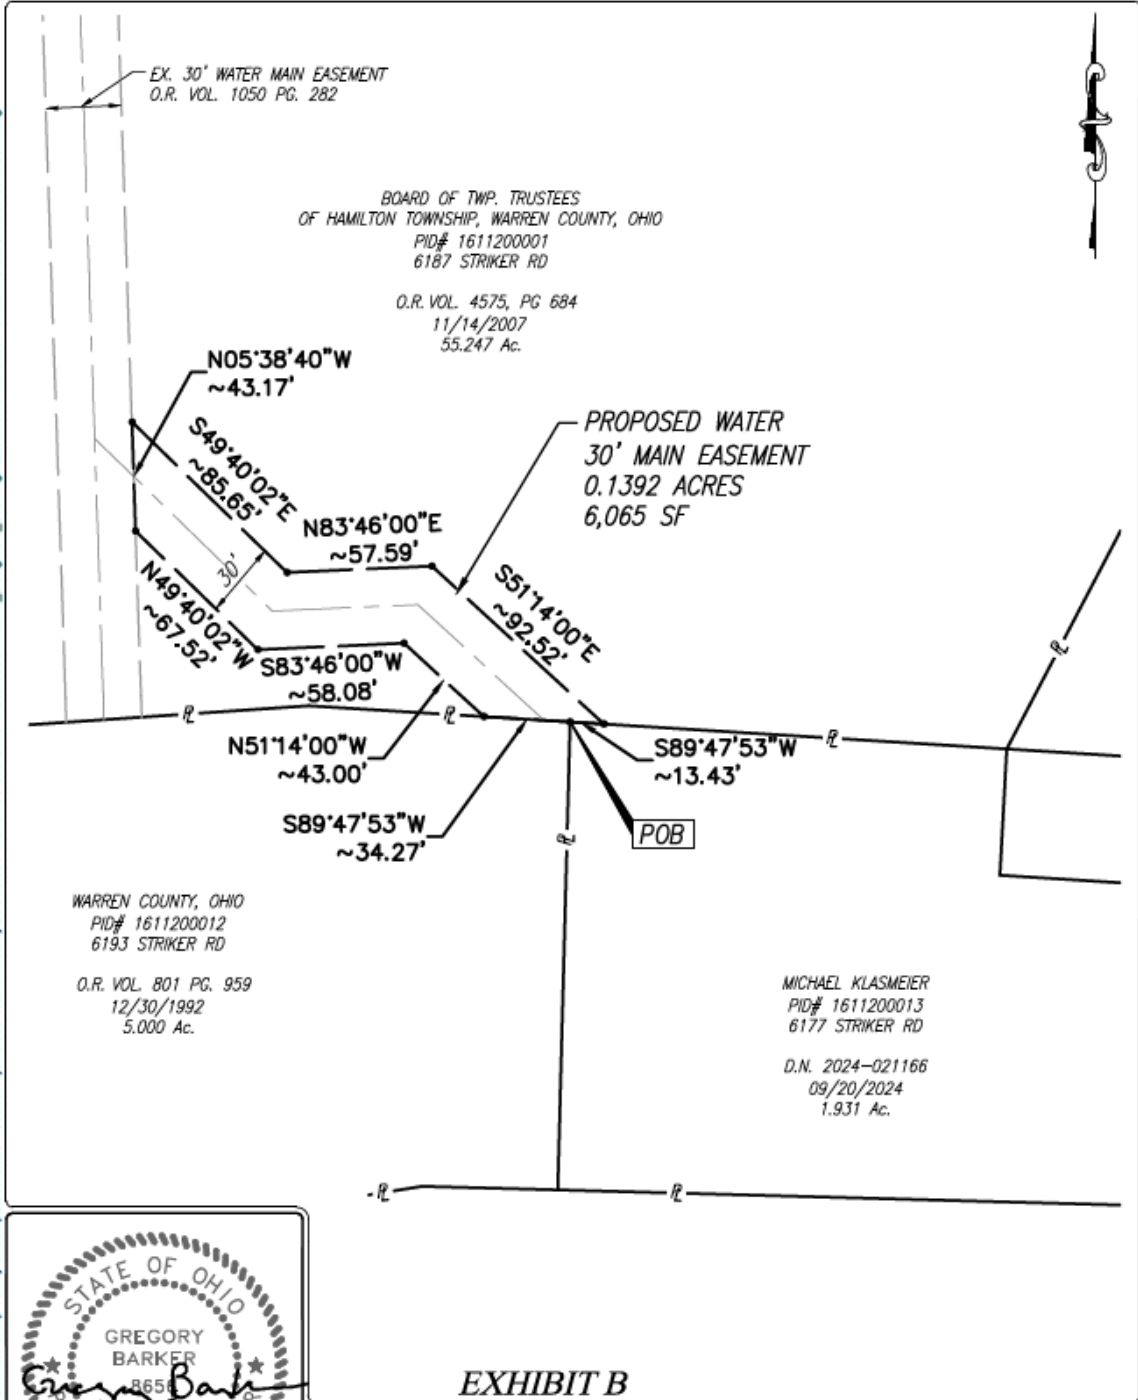 EX. 30' WATER MAIN EASEMENT
O.R. VOL. 1050 PG. 282
BOARD OF TWP. TRUSTEES
OF HAMILTON TOWNSHIP, WARREN COUNTY, OHIO
PID# 1611200001
6187 STRIKER RD
O.R. VOL. 4575, PG 684
11/14/2007
55.247 Ac.
N05°38'40"W
~43.17'
S49°40'02"E
~85.65'
PROPOSED WATER
30' MAIN EASEMENT
0.1392 ACRES
6,065 SF
N83°46'00"E
~57.59'
30'
S51°14'00"E
~92.52'
N49°40'02"W
~67.52'
S83°46'00"W
~58.08'
N51°14'00"W
~43.00'
S89°47'53"W
~13.43'
S89°47'53"W
~34.27'
POB
WARREN COUNTY, OHIO
PID# 1611200012
6193 STRIKER RD
O.R. VOL. 801 PG. 959
12/30/1992
5.000 Ac.
MICHAEL KLASMEIER
PID# 1611200013
6177 STRIKER RD
D.N. 2024-021166
09/20/2024
1.931 Ac.
STATE OF OHIO
GREGORY
BARKER
EXHIBIT B